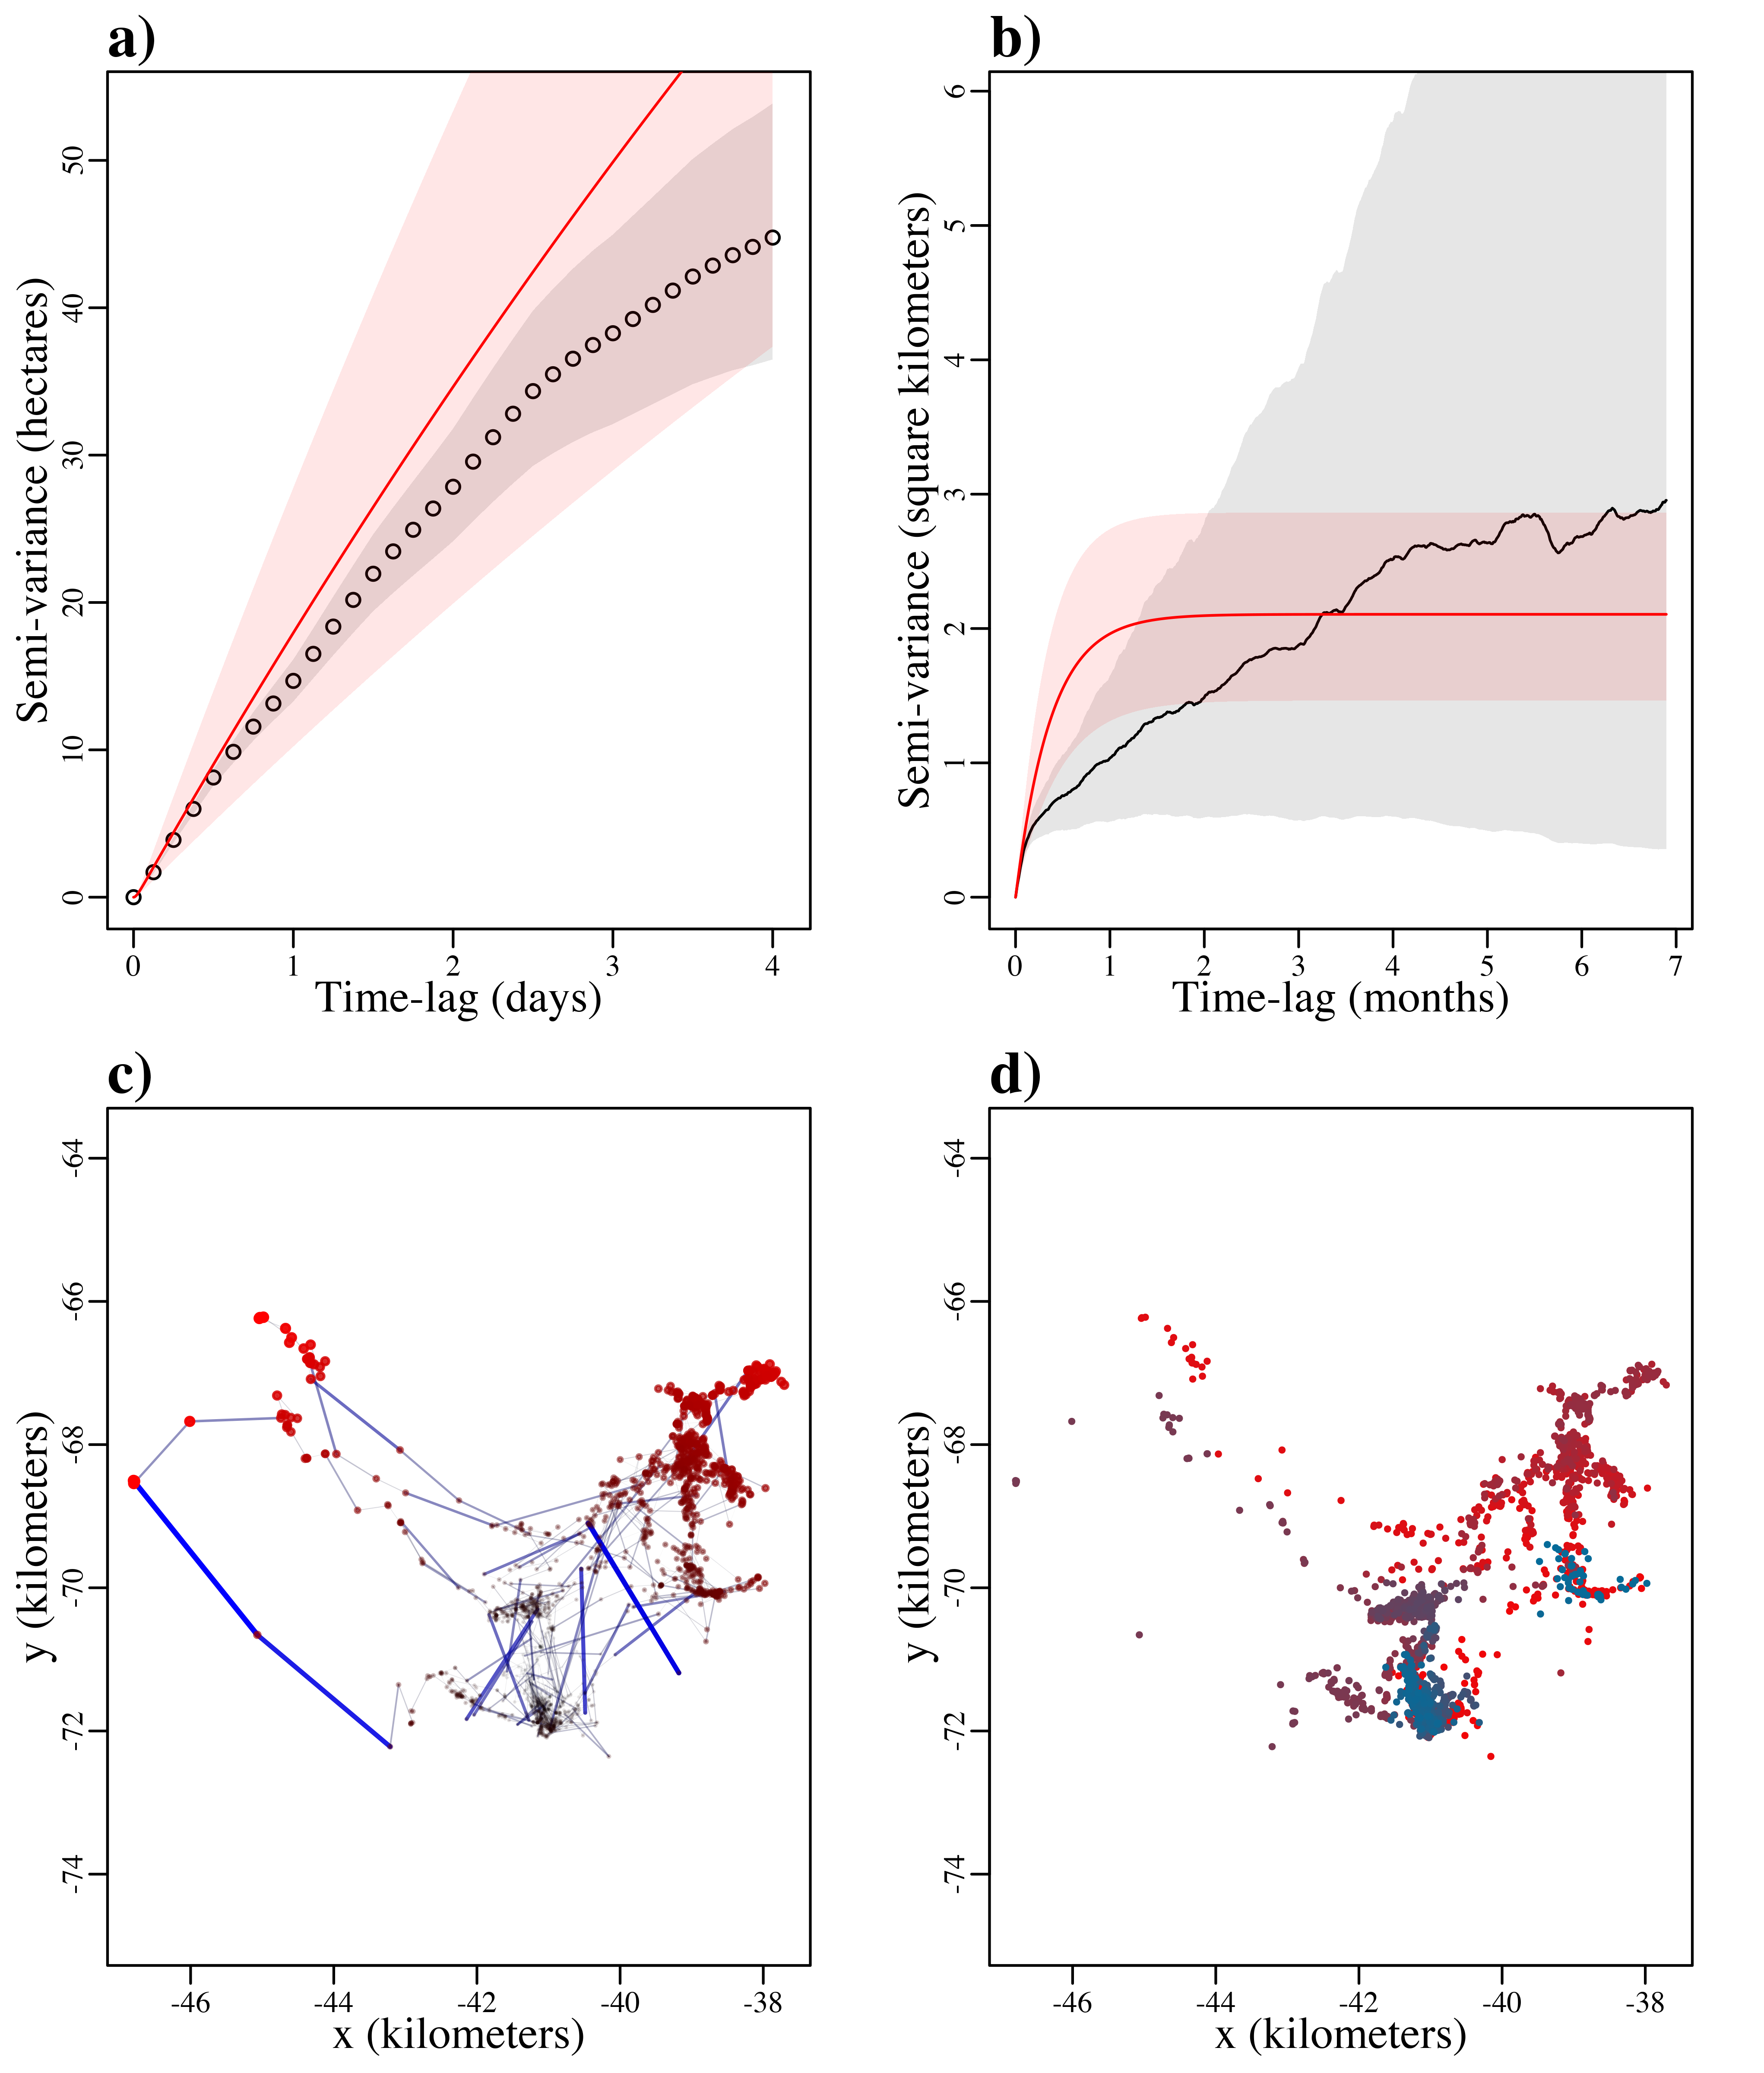 a)
Semi-variance (hectares)
0 10 20 30 40 50
0 1 2 3 4
Time-lag (days)
b)
Semi-variance (square kilometers)
0 1 2 3 4 5 6
0 1 2 3 4 5 6 7
Time-lag (months)
c)
y (kilometers)
-74 -72 -70 -68 -66 -64
-46 -44 -42 -40 -38
x (kilometers)
d)
y (kilometers)
-74 -72 -70 -68 -66 -64
-46 -44 -42 -40 -38
x (kilometers)